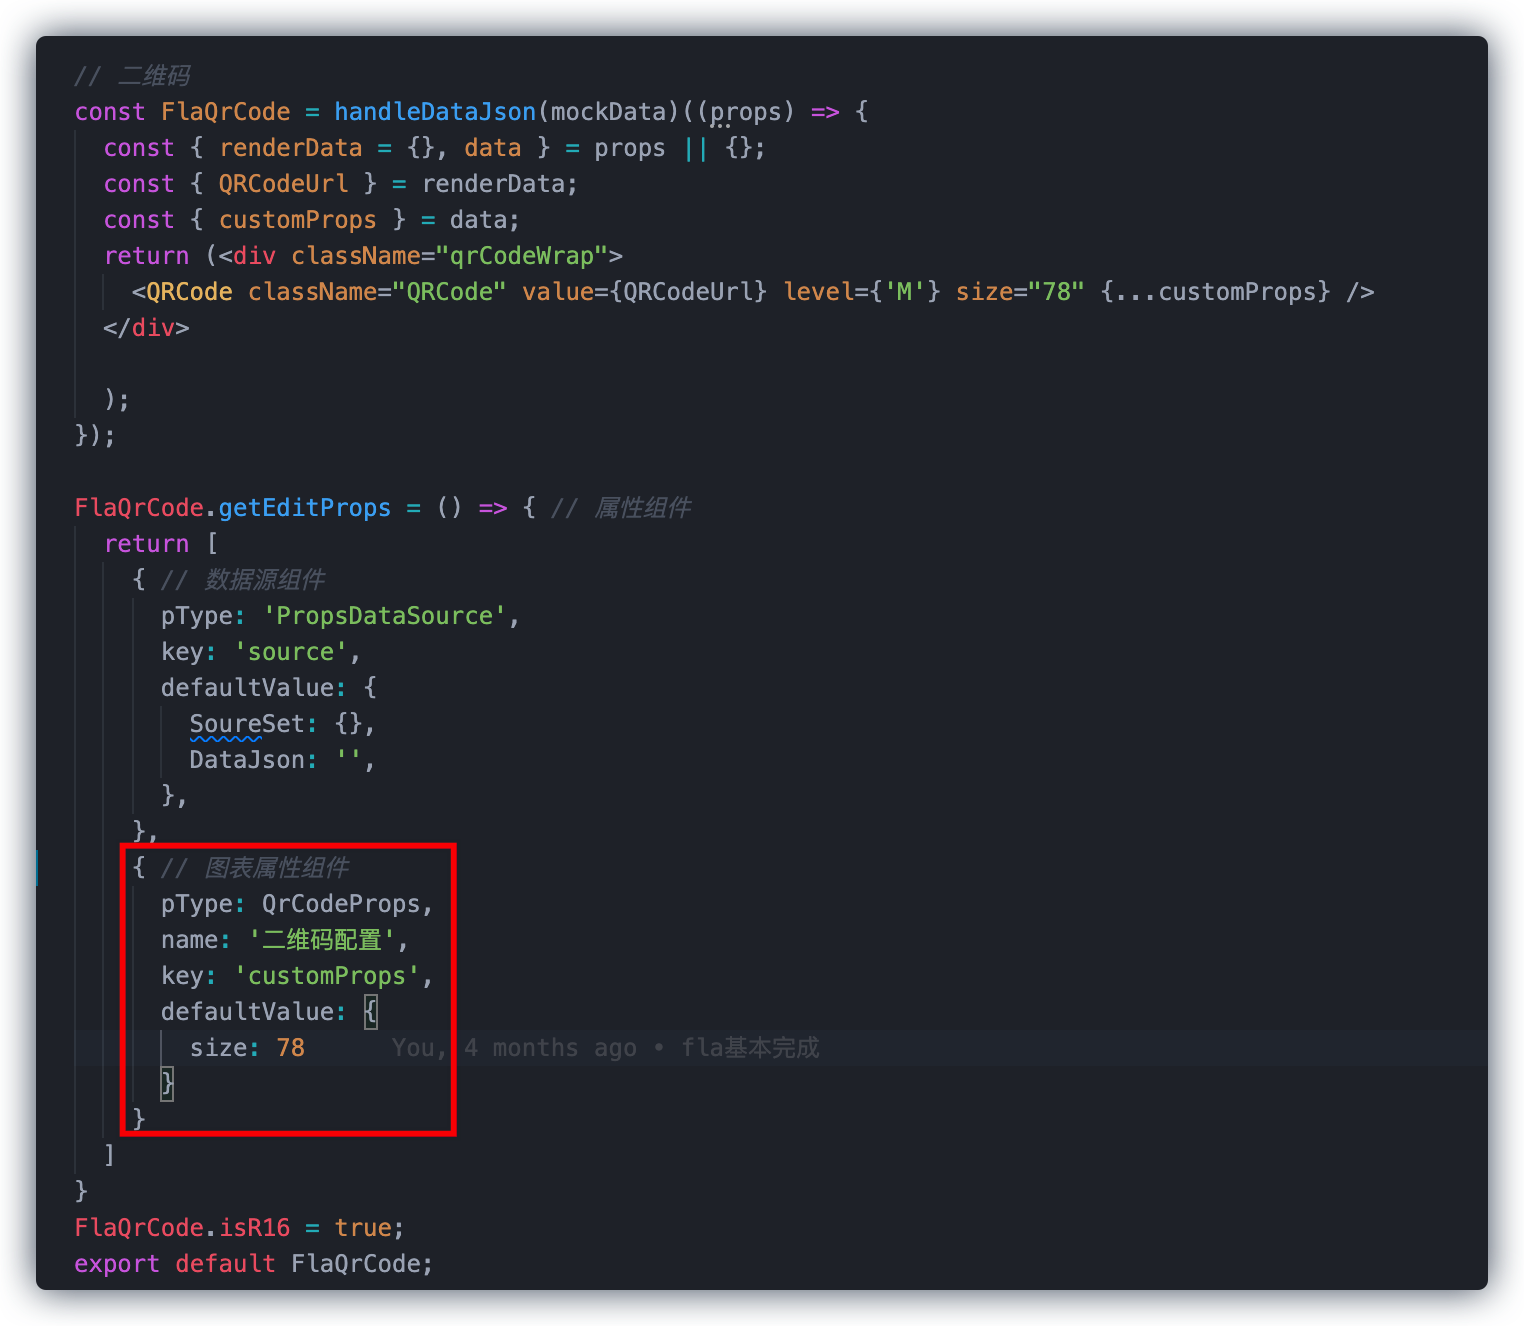 // 二维码
const FlaQrCode = handleDataJson(mockData)((props) => {
const { renderData = {}, data } = props || {};
const { QRCodeUrl } = renderData;
const { customProps } = data;
return (<div className="qrCodeWrap">
<QRCode className="QRCode" value={QRCodeUrl} level={'M'} size="78" {...customProps} />
</div>
);
});
FlaQrCode.getEditProps = () => { // 属性组件
return [
{ // 数据源组件
pType: 'PropsDataSource',
key: 'source',
defaultValue: {
SoureSet: {},
DataJson: '',
},
},
{ // 图表属性组件
pType: QrCodeProps,
name: '二维码配置',
key: 'customProps',
defaultValue: {
size: 78 You, 4 months ago • fla基本完成
}
}
]
}
FlaQrCode.isR16 = true;
export default FlaQrCode;